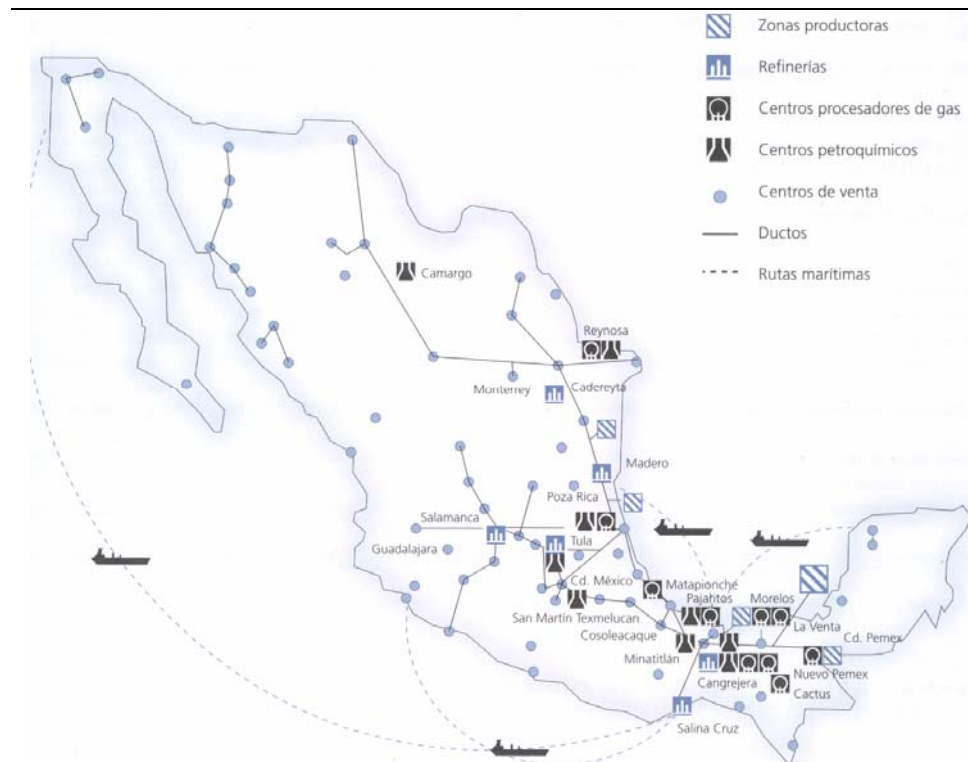 Zonas productoras
Refinerías
Centros procesadores de gas
Centros petroquímicos
Centros de venta
Ductos
Rutas marítimas
Camargo
Reynosa
Monterrey
Cadereyta
Madero
Poza Rica
Salamanca
Tula
Guadalajara
Cd. México
Matapionche
Pajaritos
Morelos
San Martín Texmelucan
La Venta
Cosoleacaque
Cd. Pemex
Minatitlán
Nuevo Pemex
Cangrejera
Cactus
Salina Cruz